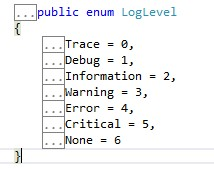 ...public enum LogLevel
{
...Trace = 0,
...Debug = 1,
...Information = 2,
...Warning = 3,
...Error = 4,
...Critical = 5,
...None = 6
}